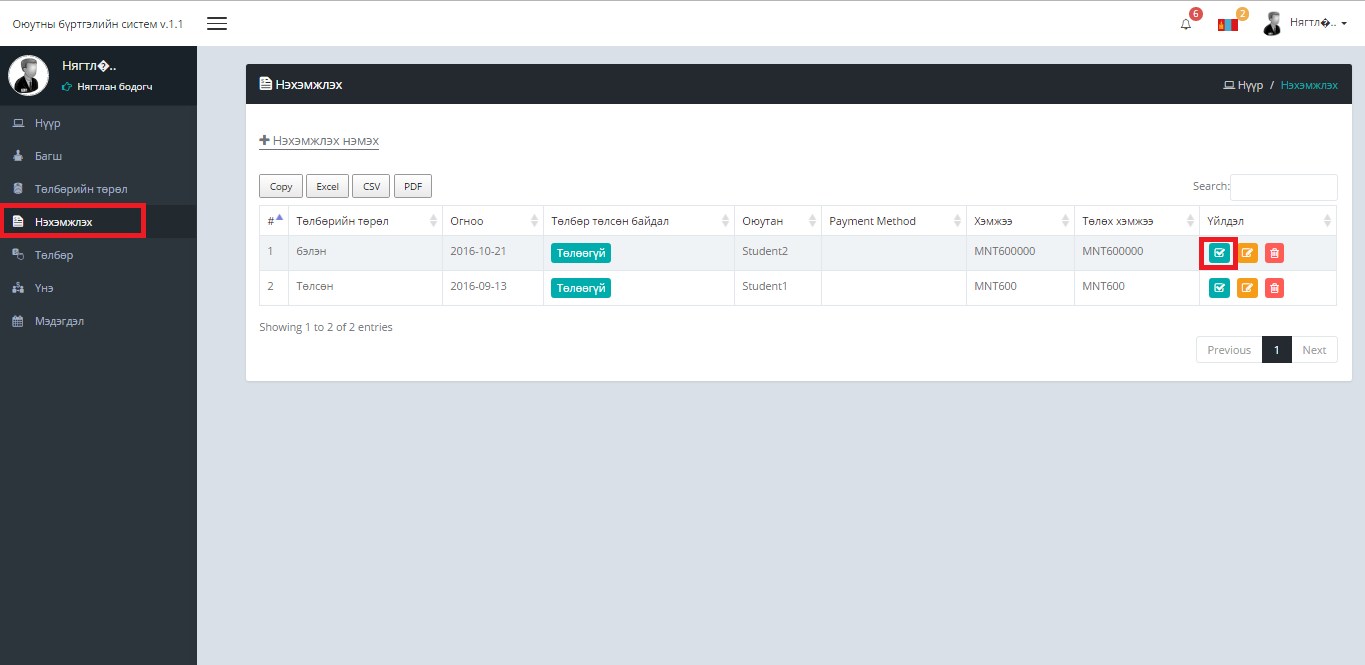 Оюутны бүртгэлийн систем v.1.1
6
2
Нягтл�..
Нягтл�..
Нягтлан бодогч
Нүүр
Багш
Төлбөрийн төрөл
Нэхэмжлэх
Төлбөр
Үнэ
Мэдэгдэл
Нэхэмжлэх
Нүүр / Нэхэмжлэх
Нэхэмжлэх нэмэх
Copy Excel CSV PDF
Search:
# Төлбөрийн төрөл Огноо Төлбөр төлсөн байдал Оюутан Payment Method Хэмжээ Төлөх хэмжээ Үйлдэл
1 бэлэн 2016-10-21 Төлөөгүй Student2 MNT600000 MNT600000
2 Төлсөн 2016-09-13 Төлөөгүй Student1 MNT600 MNT600
Showing 1 to 2 of 2 entries
Previous 1 Next